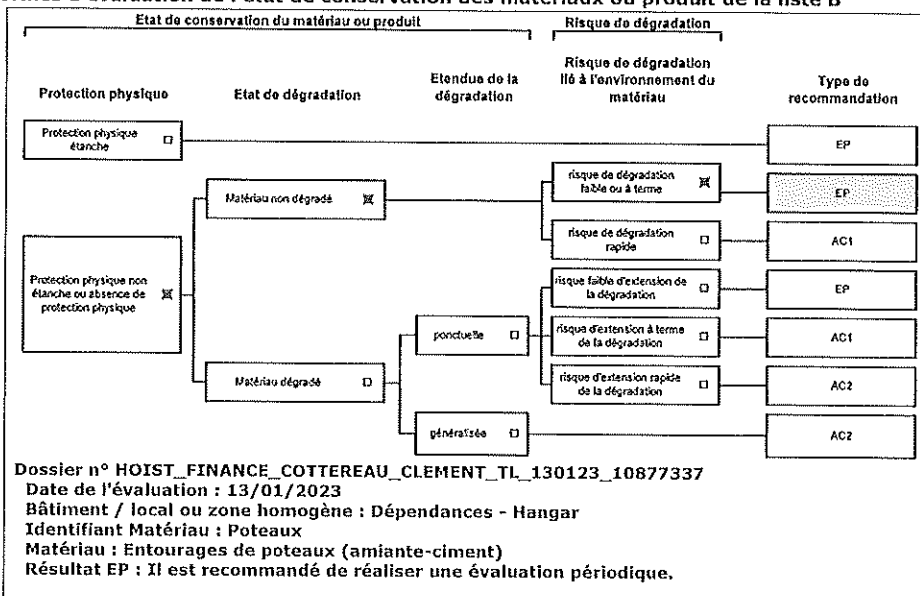 Etat de conservation du matériau ou produit
Risque de dégradation
Protection physique
Etat de dégradation
Etendue de la
dégradation
Risque de dégradation
lié à l'environnement du
matériau
Type de
recommandation
Protection physique
étanche
EP
Protection physique non
étanche ou absence de
protection physique
Matériau non dégradé
risque de dégradation
faible ou à terme
EP
risque de dégradation
rapide
AC1
Matériau dégradé
ponctuelle
risque faible d'extension de
la dégradation
EP
risque d'extension à terme
de la dégradation
AC1
risque d'extension rapide
de la dégradation
AC2
généralisée
AC2
Dossier n° HOIST_FINANCE_COTTEREAU_CLEMENT_TL_130123_10877337
Date de l'évaluation : 13/01/2023
Bâtiment / local ou zone homogène : Dépendances - Hangar
Identifiant Matériau : Poteaux
Matériau : Entourages de poteaux (amiante-ciment)
Résultat EP : Il est recommandé de réaliser une évaluation périodique.